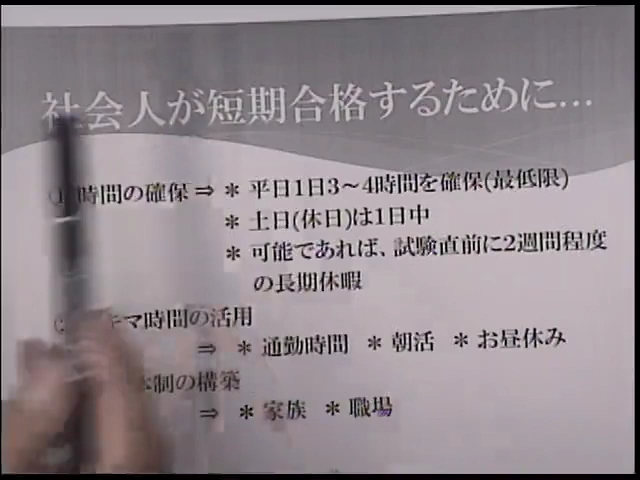 社会人が短期合格するために…
時間の確保 ⇒ * 平日1日3～4時間を確保(最低限)
* 土日(休日)は1日中
* 可能であれば、試験直前に2週間程度
の長期休暇
マ時間の活用
⇒ * 通勤時間 * 朝活 * お昼休み
制の構築
⇒ * 家族 * 職場